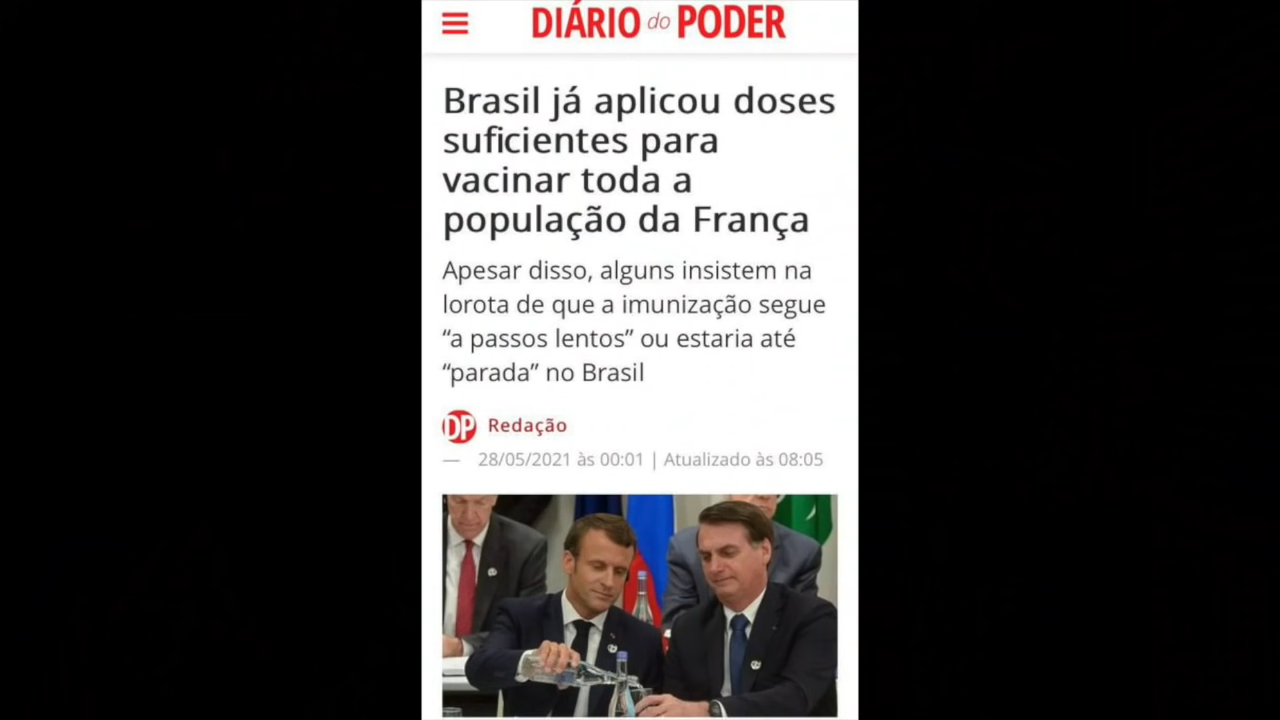 DIÁRIO do PODER
Brasil já aplicou doses
suficientes para
vacinar toda a
população da França
Apesar disso, alguns insistem na
lorota de que a imunização segue
“a passos lentos” ou estaria até
“parada” no Brasil
DP Redação
— 28/05/2021 às 00:01 | Atualizado às 08:05